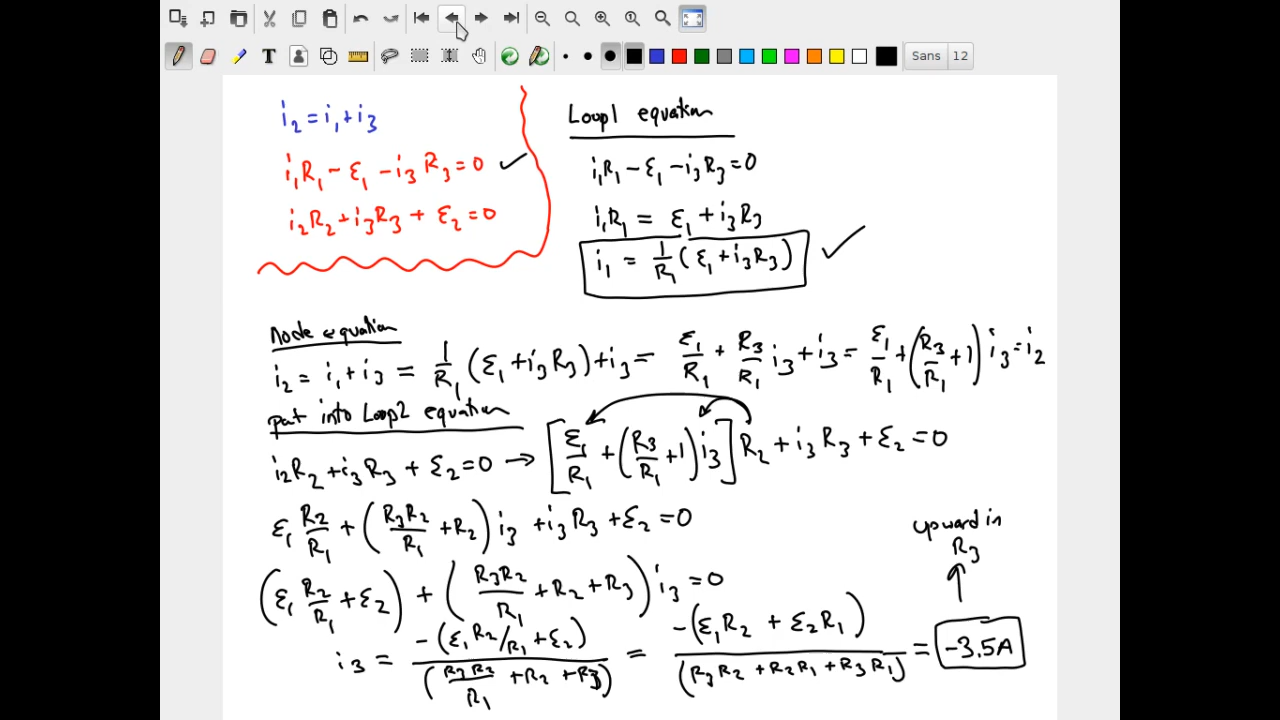 Sans 12
i₂ = i₁ + i₃
i₁R₁ − ε₁ − i₃R₃ = 0 ✓
i₂R₂ + i₃R₃ + ε₂ = 0
Loop1 equation
i₁R₁ − ε₁ − i₃R₃ = 0
i₁R₁ = ε₁ + i₃R₃
i₁ = 1/R₁ (ε₁ + i₃R₃) ✓
Node equation
i₂ = i₁ + i₃ = 1/R₁ (ε₁ + i₃R₃) + i₃ = ε₁/R₁ + R₃/R₁ i₃ + i₃ = ε₁/R₁ + (R₃/R₁ + 1) i₃ = i₂
put into Loop2 equation
i₂R₂ + i₃R₃ + ε₂ = 0 → [ε₁/R₁ + (R₃/R₁ + 1) i₃] R₂ + i₃R₃ + ε₂ = 0
ε₁ R₂/R₁ + (R₃R₂/R₁ + R₂) i₃ + i₃R₃ + ε₂ = 0
(ε₁ R₂/R₁ + ε₂) + (R₃R₂/R₁ + R₂ + R₃) i₃ = 0
i₃ = −(ε₁R₂/R₁ + ε₂) / (R₃R₂/R₁ + R₂ + R₃) = −(ε₁R₂ + ε₂R₁) / (R₃R₂ + R₂R₁ + R₃R₁) = −3.5A
upward in
R₃